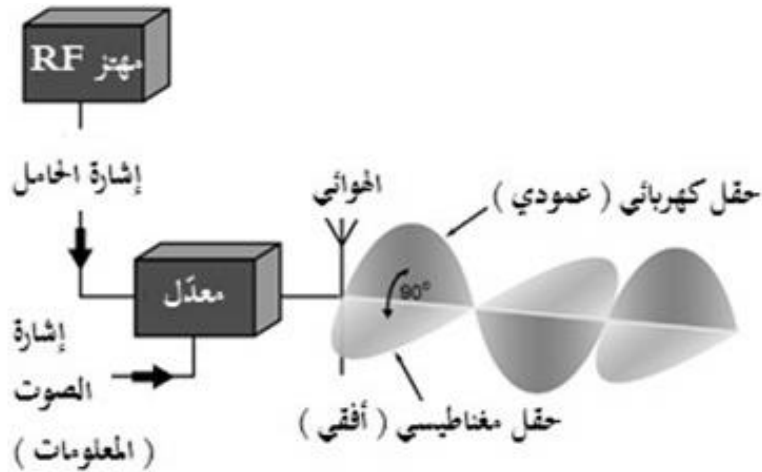 مهتز RF
إشارة الحامل
الهوائي
حقل كهربائي ( عمودي )
معدّل
90°
إشارة
الصوت
( المعلومات )
حقل مغناطيسي ( أفقي )